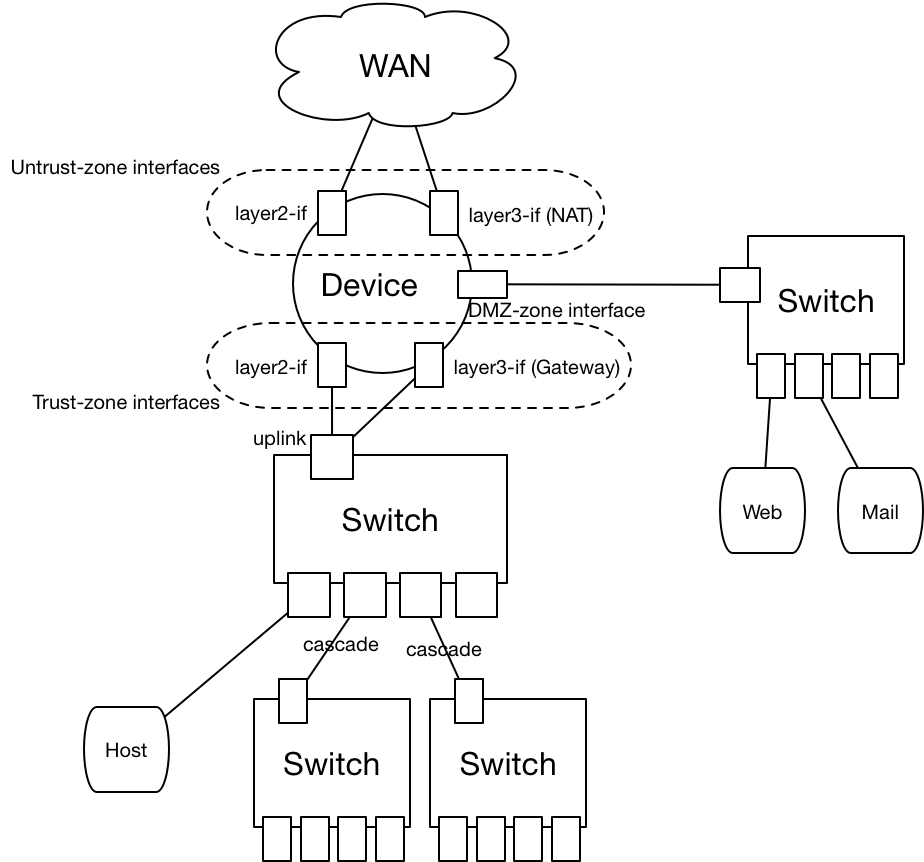 WAN
Untrust-zone interfaces
layer2-if
layer3-if (NAT)
Device
Switch
DMZ-zone interface
layer2-if
layer3-if (Gateway)
Trust-zone interfaces
uplink
Switch
Web
Mail
cascade
cascade
Host
Switch
Switch